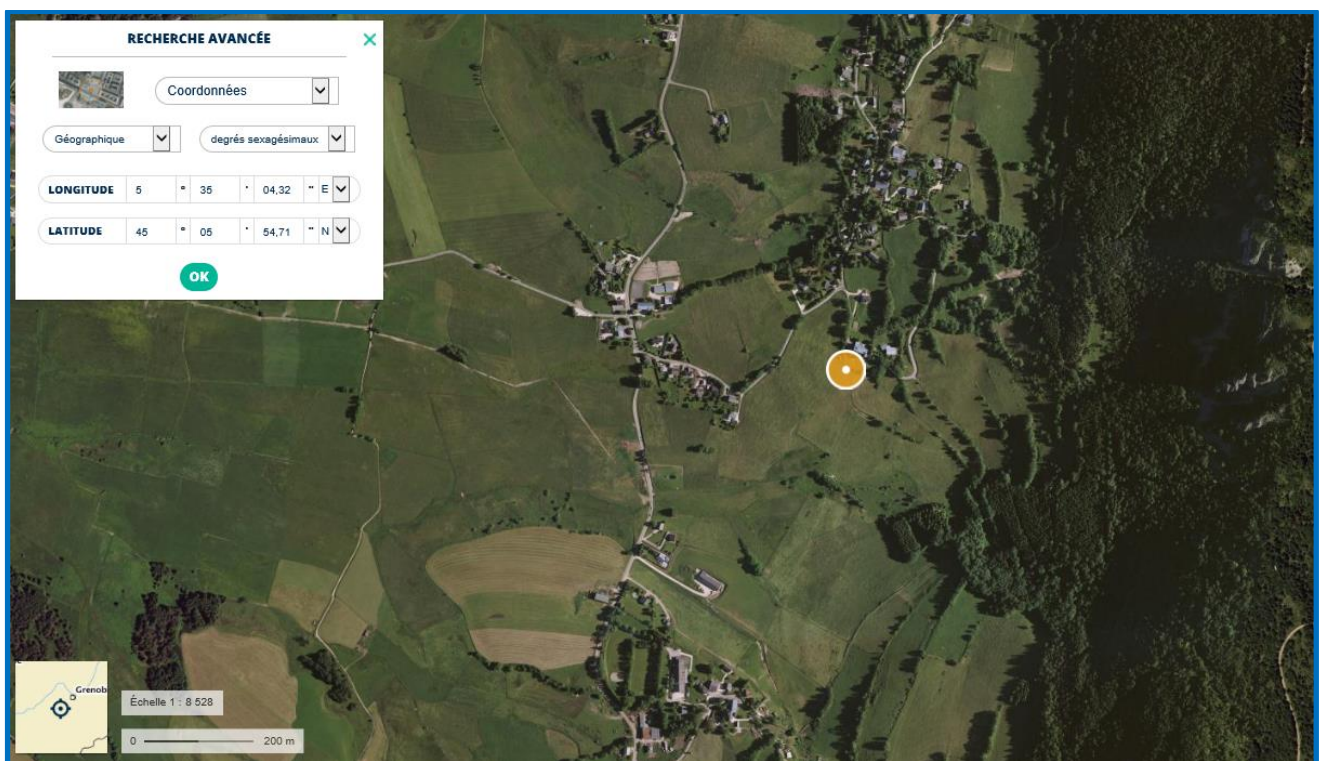 RECHERCHE AVANCÉE ×
Coordonnées
Géographique degrés sexagésimaux
LONGITUDE 5 ° 35 ' 04,32 " E
LATITUDE 45 ° 05 ' 54,71 " N
OK
Grenob
Échelle 1 : 8 528
0 200 m